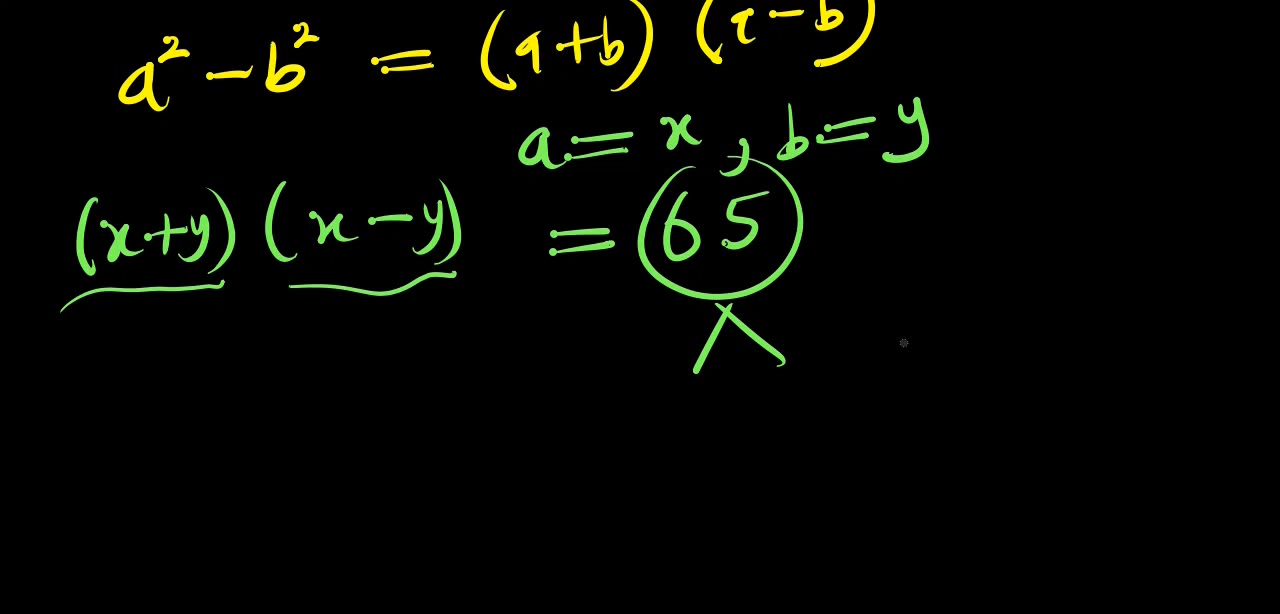 a² - b² = (a+b) (a-b)
a = x , b = y
(x+y) (x-y) = 65